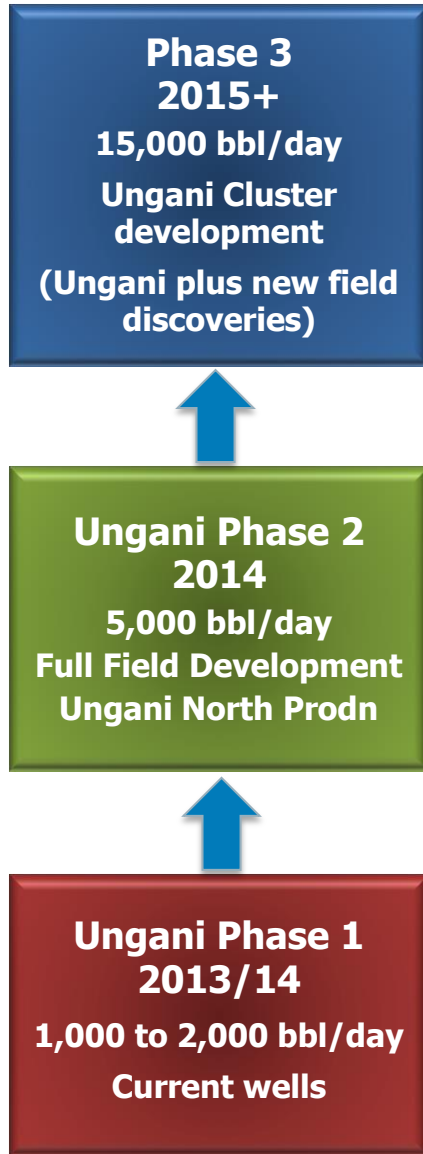 Phase 3
2015+
15,000 bbl/day
Ungani Cluster
development
(Ungani plus new field
discoveries)
Ungani Phase 2
2014
5,000 bbl/day
Full Field Development
Ungani North Prodn
Ungani Phase 1
2013/14
1,000 to 2,000 bbl/day
Current wells